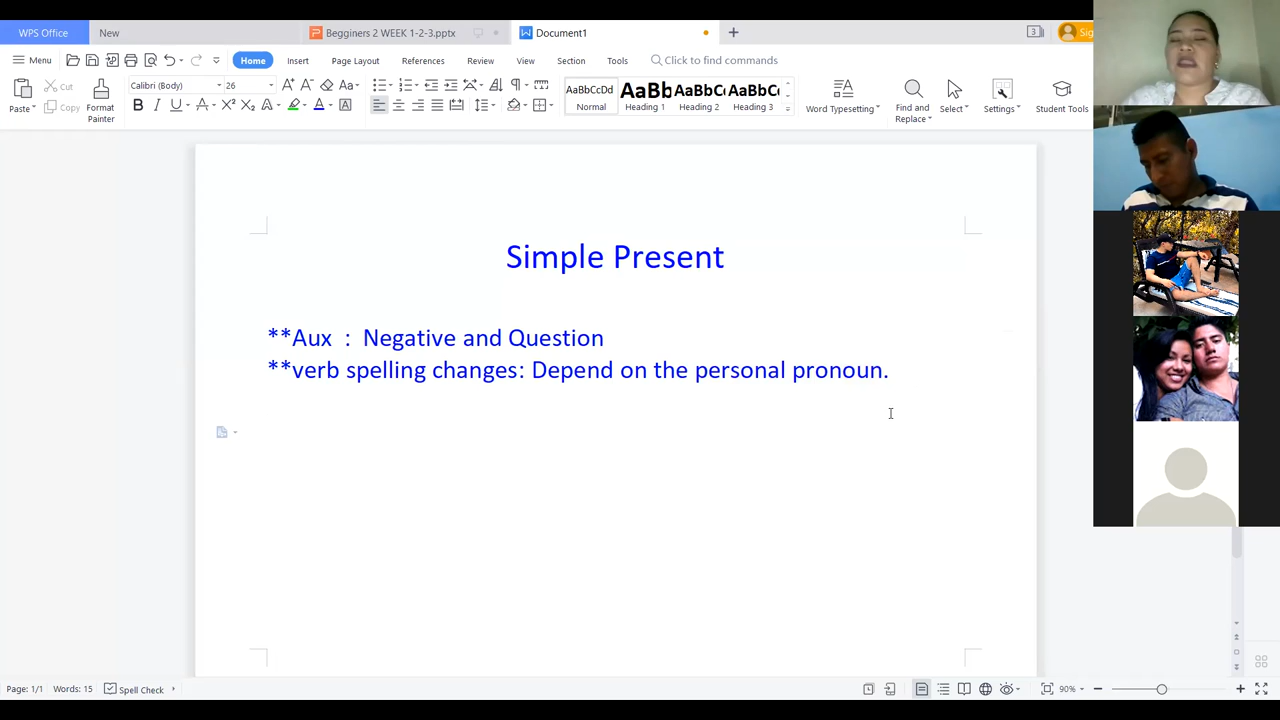 WPS Office
New
Begginers 2 WEEK 1-2-3.pptx
Document1
3
Sig
Menu
Home
Insert
Page Layout
References
Review
View
Section
Tools
Click to find commands
Paste
Cut
Copy
Format
Painter
Calibri (Body)
26
AaBbCcDd
Normal
AaBb
Heading 1
AaBbC
Heading 2
AaBbC
Heading 3
Word Typesetting
Find and
Replace
Select
Settings
Student Tools
Simple Present
**Aux : Negative and Question
**verb spelling changes: Depend on the personal pronoun.
Page: 1/1
Words: 15
Spell Check
90%